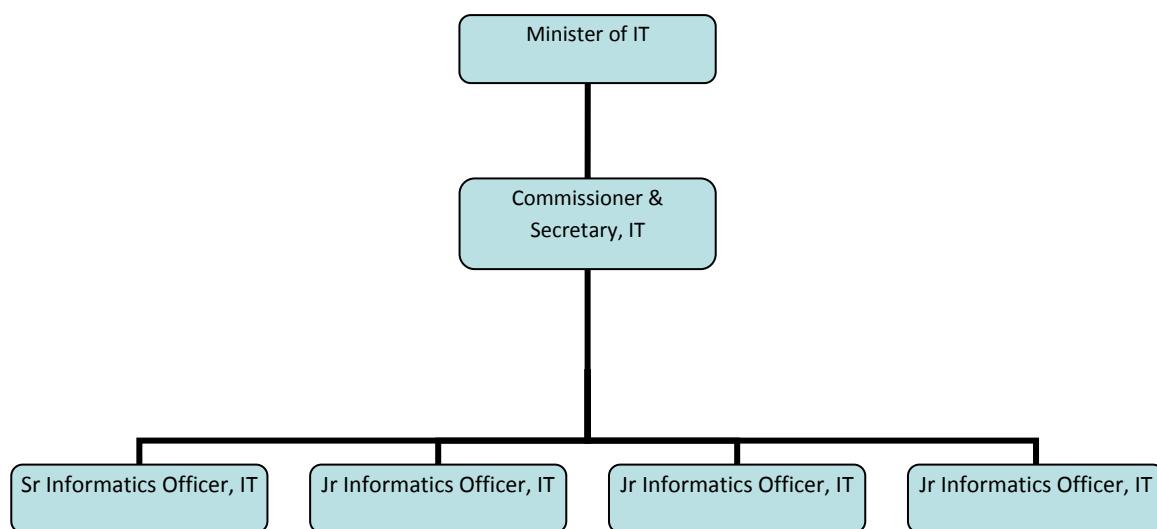 Minister of IT
Commissioner &
Secretary, IT
Sr Informatics Officer, IT
Jr Informatics Officer, IT
Jr Informatics Officer, IT
Jr Informatics Officer, IT